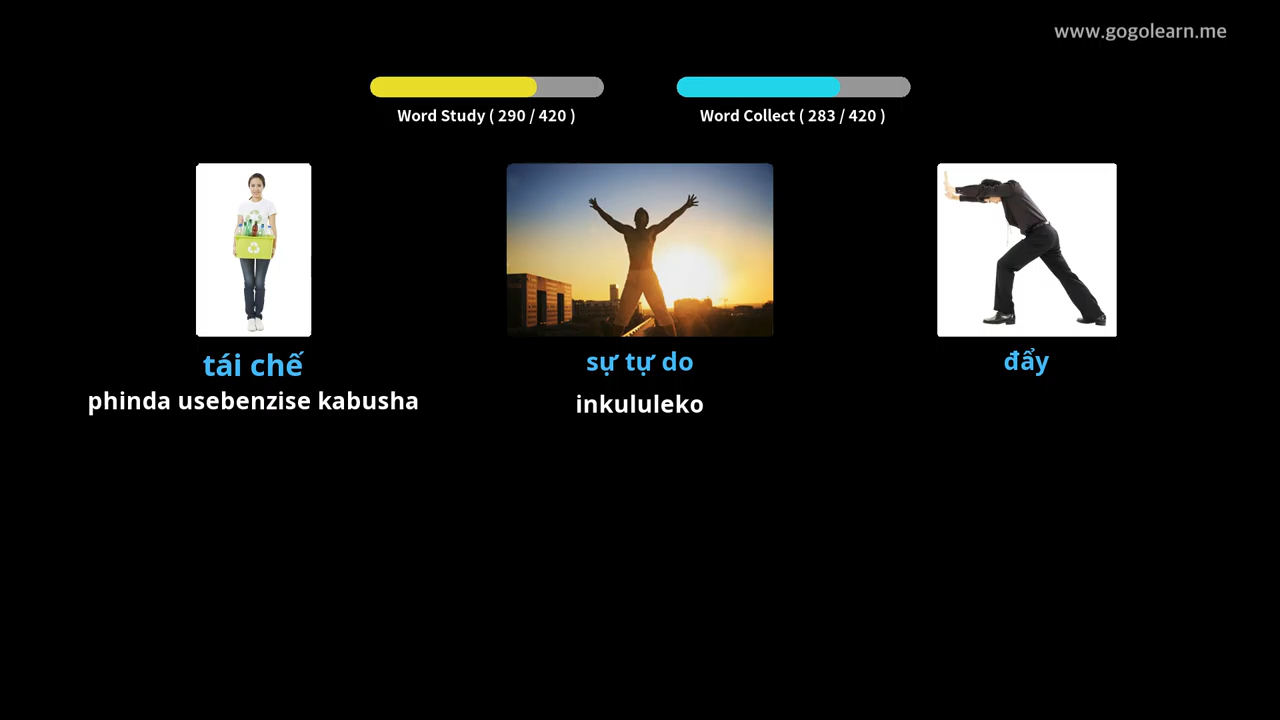 www.gogolearn.me
Word Study ( 290 / 420 )
Word Collect ( 283 / 420 )
tái chế
phinda usebenzise kabusha
sự tự do
inkululeko
đẩy